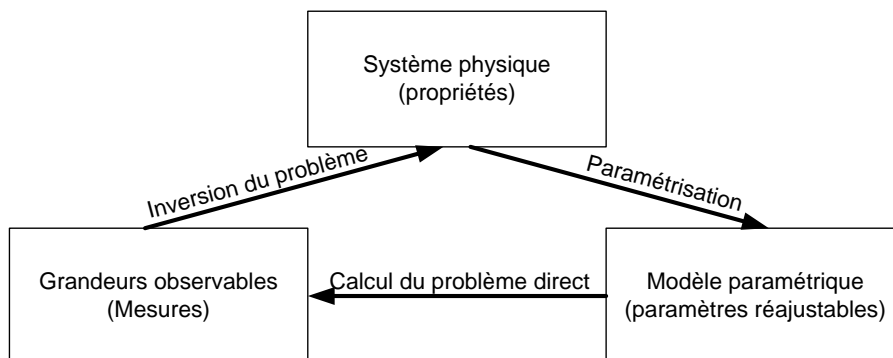 Système physique
(propriétés)
Inversion du problème
Paramétrisation
Grandeurs observables
(Mesures)
Calcul du problème direct
Modèle paramétrique
(paramètres réajustables)